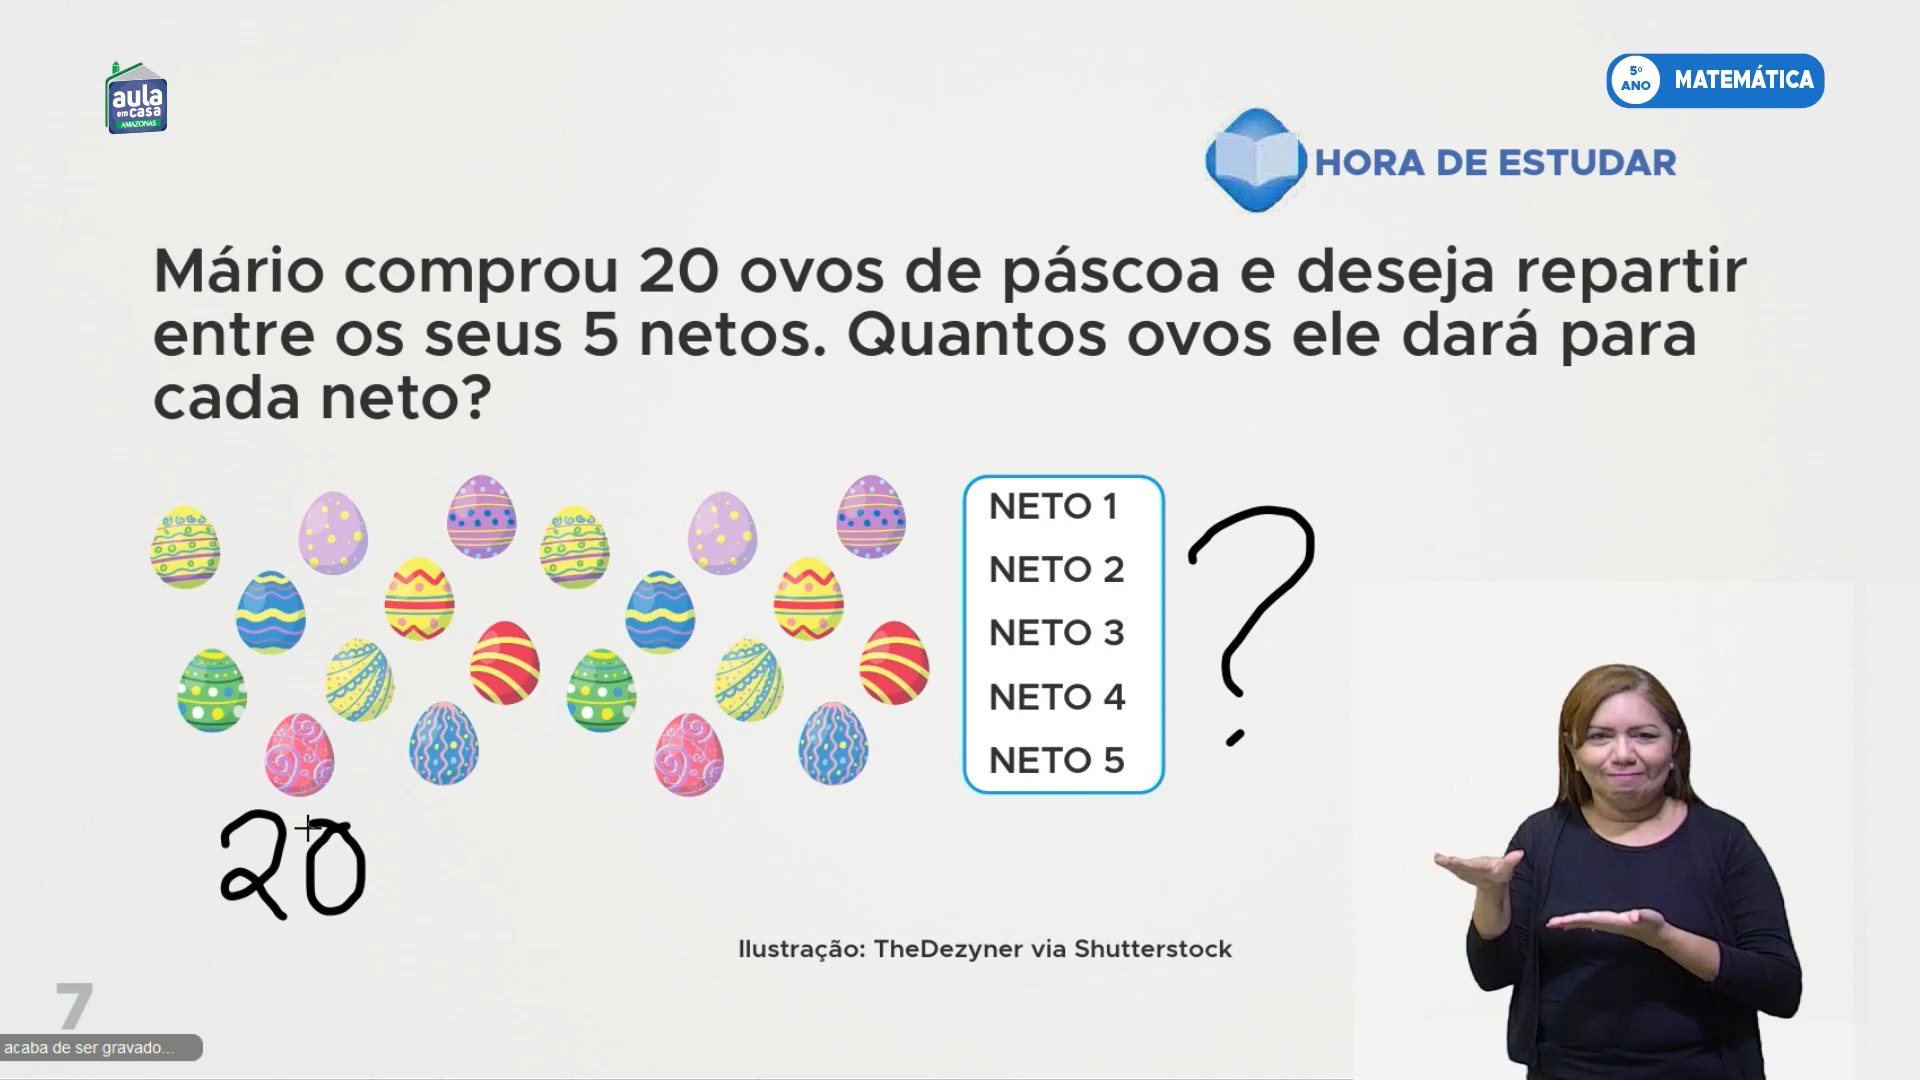 aula
em casa
AMAZONAS
5º
ANO
MATEMÁTICA
HORA DE ESTUDAR
Mário comprou 20 ovos de páscoa e deseja repartir
entre os seus 5 netos. Quantos ovos ele dará para
cada neto?
NETO 1
NETO 2
NETO 3
NETO 4
NETO 5
?
20
Ilustração: TheDezyner via Shutterstock
7
acaba de ser gravado...